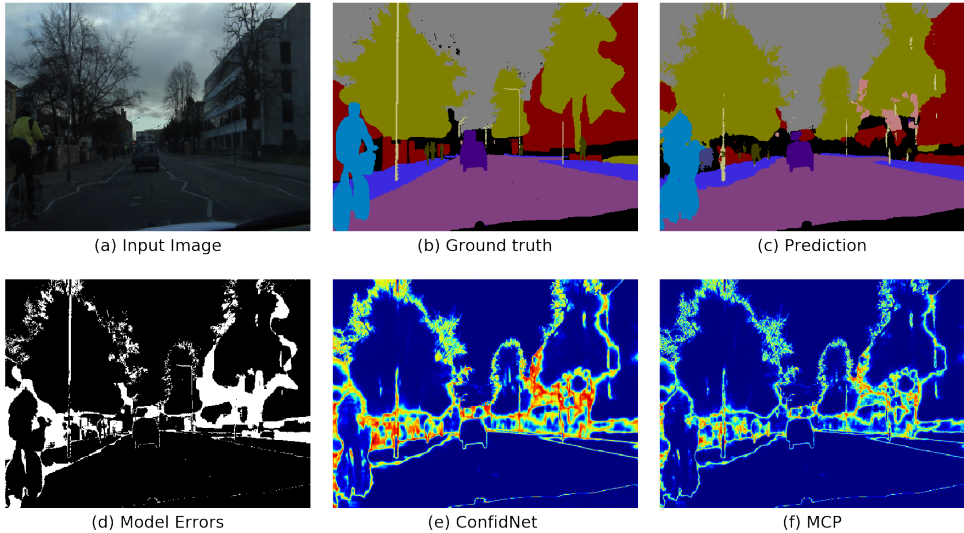 (a) Input Image
(b) Ground truth
(c) Prediction
(d) Model Errors
(e) ConfidNet
(f) MCP